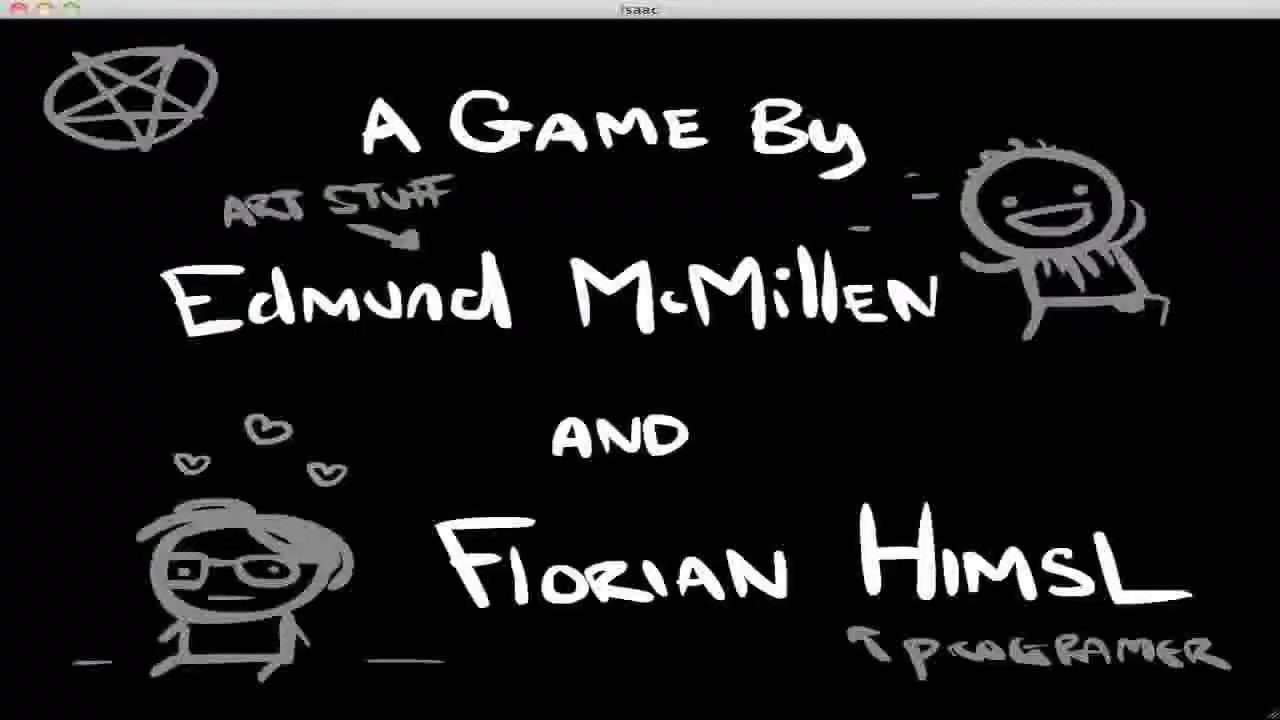 Isaac
A GAME By
ART STUFF
Edmund McMillen
AND
FLORIAN HIMSL
PROGRAMER